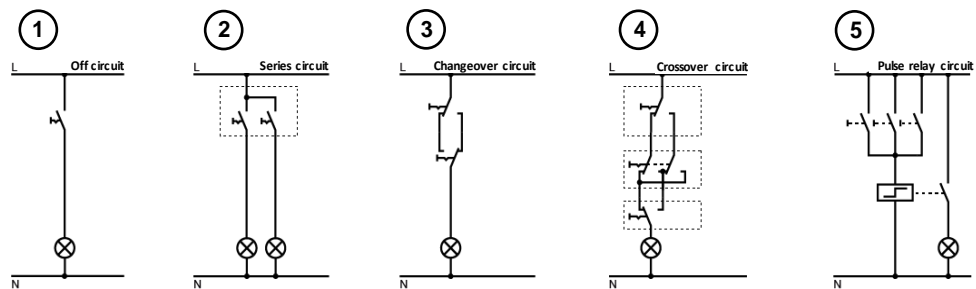 1
2
3
4
5
L
Off circuit
L
Series circuit
L
Changeover circuit
L
Crossover circuit
L
Pulse relay circuit
N
N
N
N
N